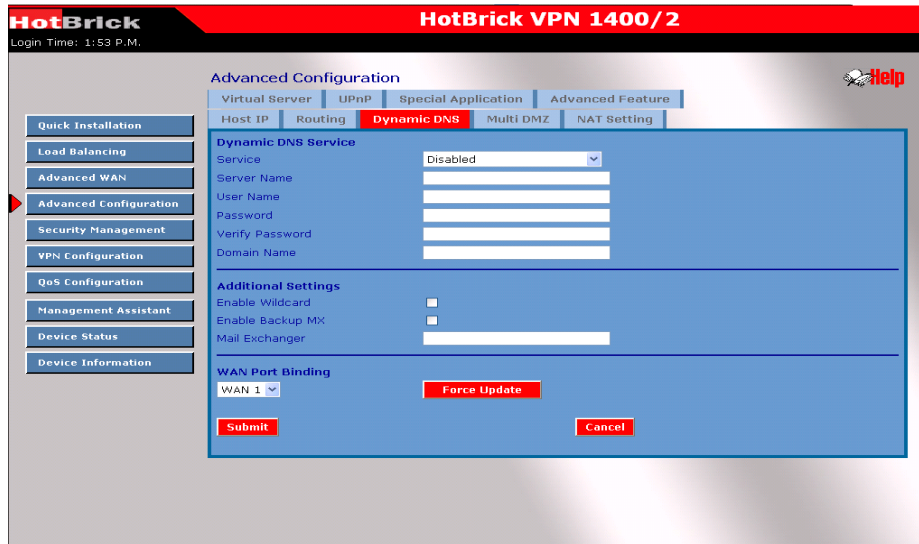 HotBrick
HotBrick VPN 1400/2
Login Time: 1:53 P.M.
Advanced Configuration
Help
Virtual Server
UPnP
Special Application
Advanced Feature
Host IP
Routing
Dynamic DNS
Multi DMZ
NAT Setting
Quick Installation
Load Balancing
Advanced WAN
Advanced Configuration
Security Management
VPN Configuration
QoS Configuration
Management Assistant
Device Status
Device Information
Dynamic DNS Service
Service
Disabled
Server Name
User Name
Password
Verify Password
Domain Name
Additional Settings
Enable Wildcard
Enable Backup MX
Mail Exchanger
WAN Port Binding
WAN 1
Force Update
Submit
Cancel